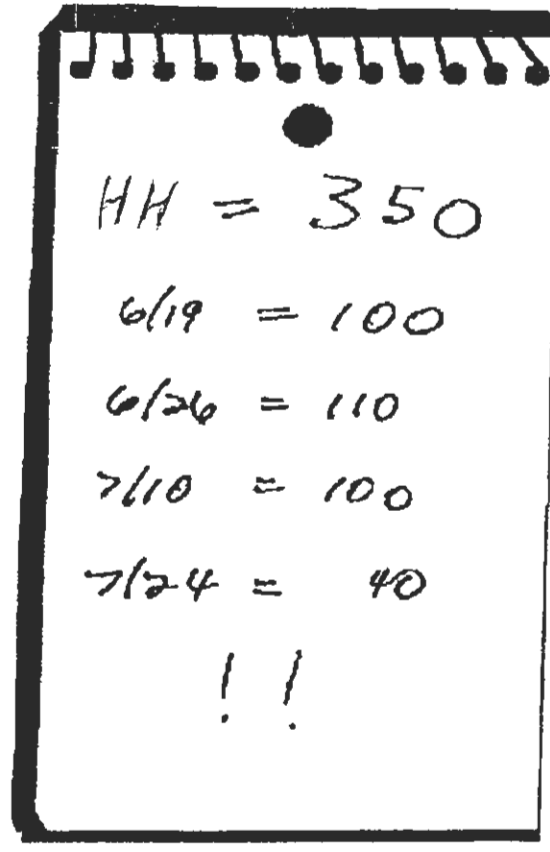 HH = 350
6/19 = 100
6/26 = 110
7/10 = 100
7/24 = 40
! !